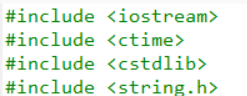 #include <iostream>
#include <ctime>
#include <cstdlib>
#include <string.h>